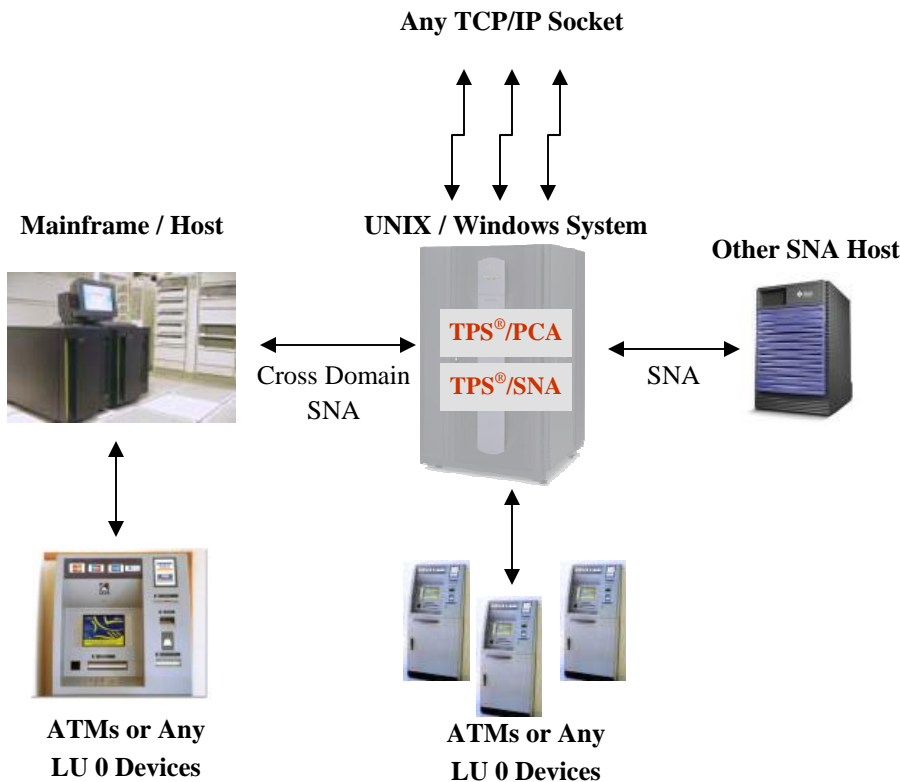 Any TCP/IP Socket
Mainframe / Host
UNIX / Windows System
Other SNA Host
TPS®/PCA
TPS®/SNA
Cross Domain
SNA
SNA
ATMs or Any
LU 0 Devices
ATMs or Any
LU 0 Devices